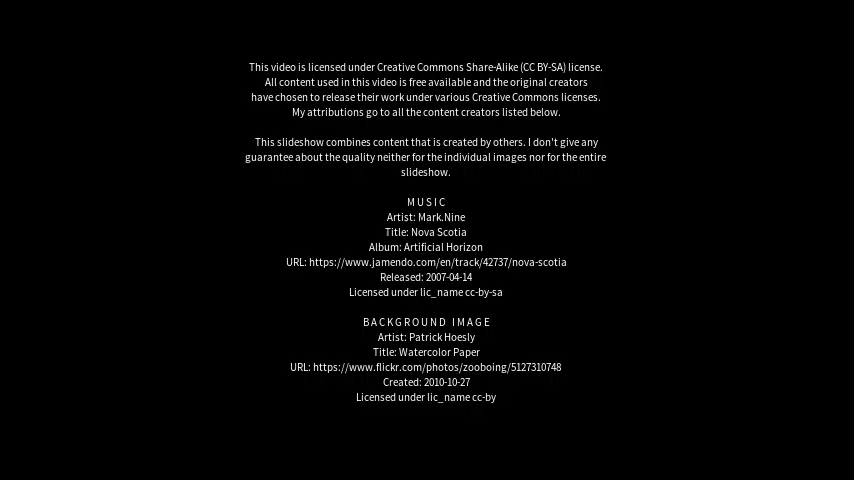 This video is licensed under Creative Commons Share-Alike (CC BY-SA) license.
All content used in this video is free available and the original creators
have chosen to release their work under various Creative Commons licenses.
My attributions go to all the content creators listed below.
This slideshow combines content that is created by others. I don't give any
guarantee about the quality neither for the individual images nor for the entire
slideshow.
MUSIC
Artist: Mark.Nine
Title: Nova Scotia
Album: Artificial Horizon
URL: https://www.jamendo.com/en/track/42737/nova-scotia
Released: 2007-04-14
Licensed under lic_name cc-by-sa
BACKGROUND IMAGE
Artist: Patrick Hoesly
Title: Watercolor Paper
URL: https://www.flickr.com/photos/zooboing/5127310748
Created: 2010-10-27
Licensed under lic_name cc-by